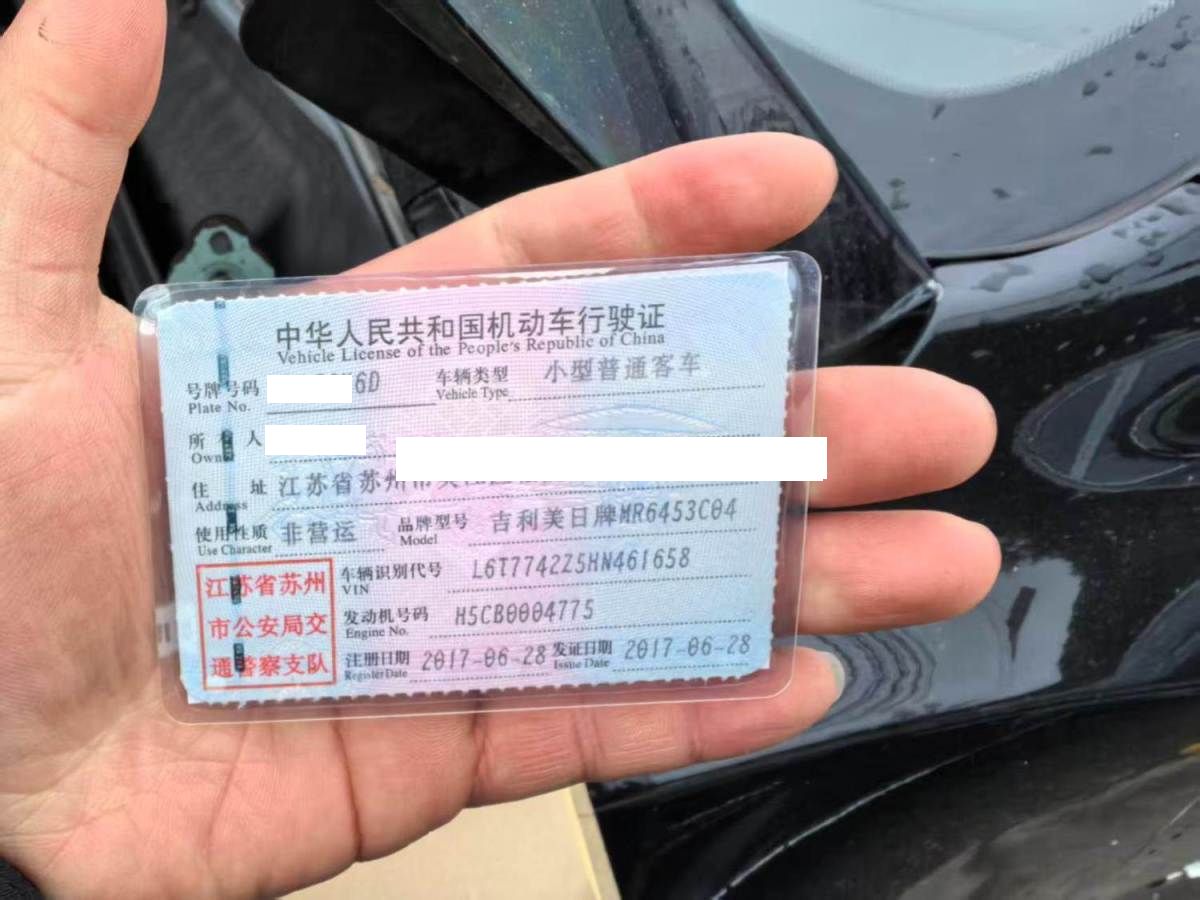 中华人民共和国机动车行驶证
Vehicle License of the People's Republic of China
号牌号码 6D 车辆类型 小型普通客车
Plate No. Vehicle Type
所 人
Own
住 址 江苏省苏州市
Address
使用性质 非营运 品牌型号 吉利美日牌MR6453C04
Use Character Model
车辆识别代号 L6T7742Z5HN461658
VIN
发动机号码 H5CB0004775
Engine No.
注册日期 2017-06-28 发证日期 2017-06-28
Register Date Issue Date
江苏省苏州
市公安局交
通警察支队